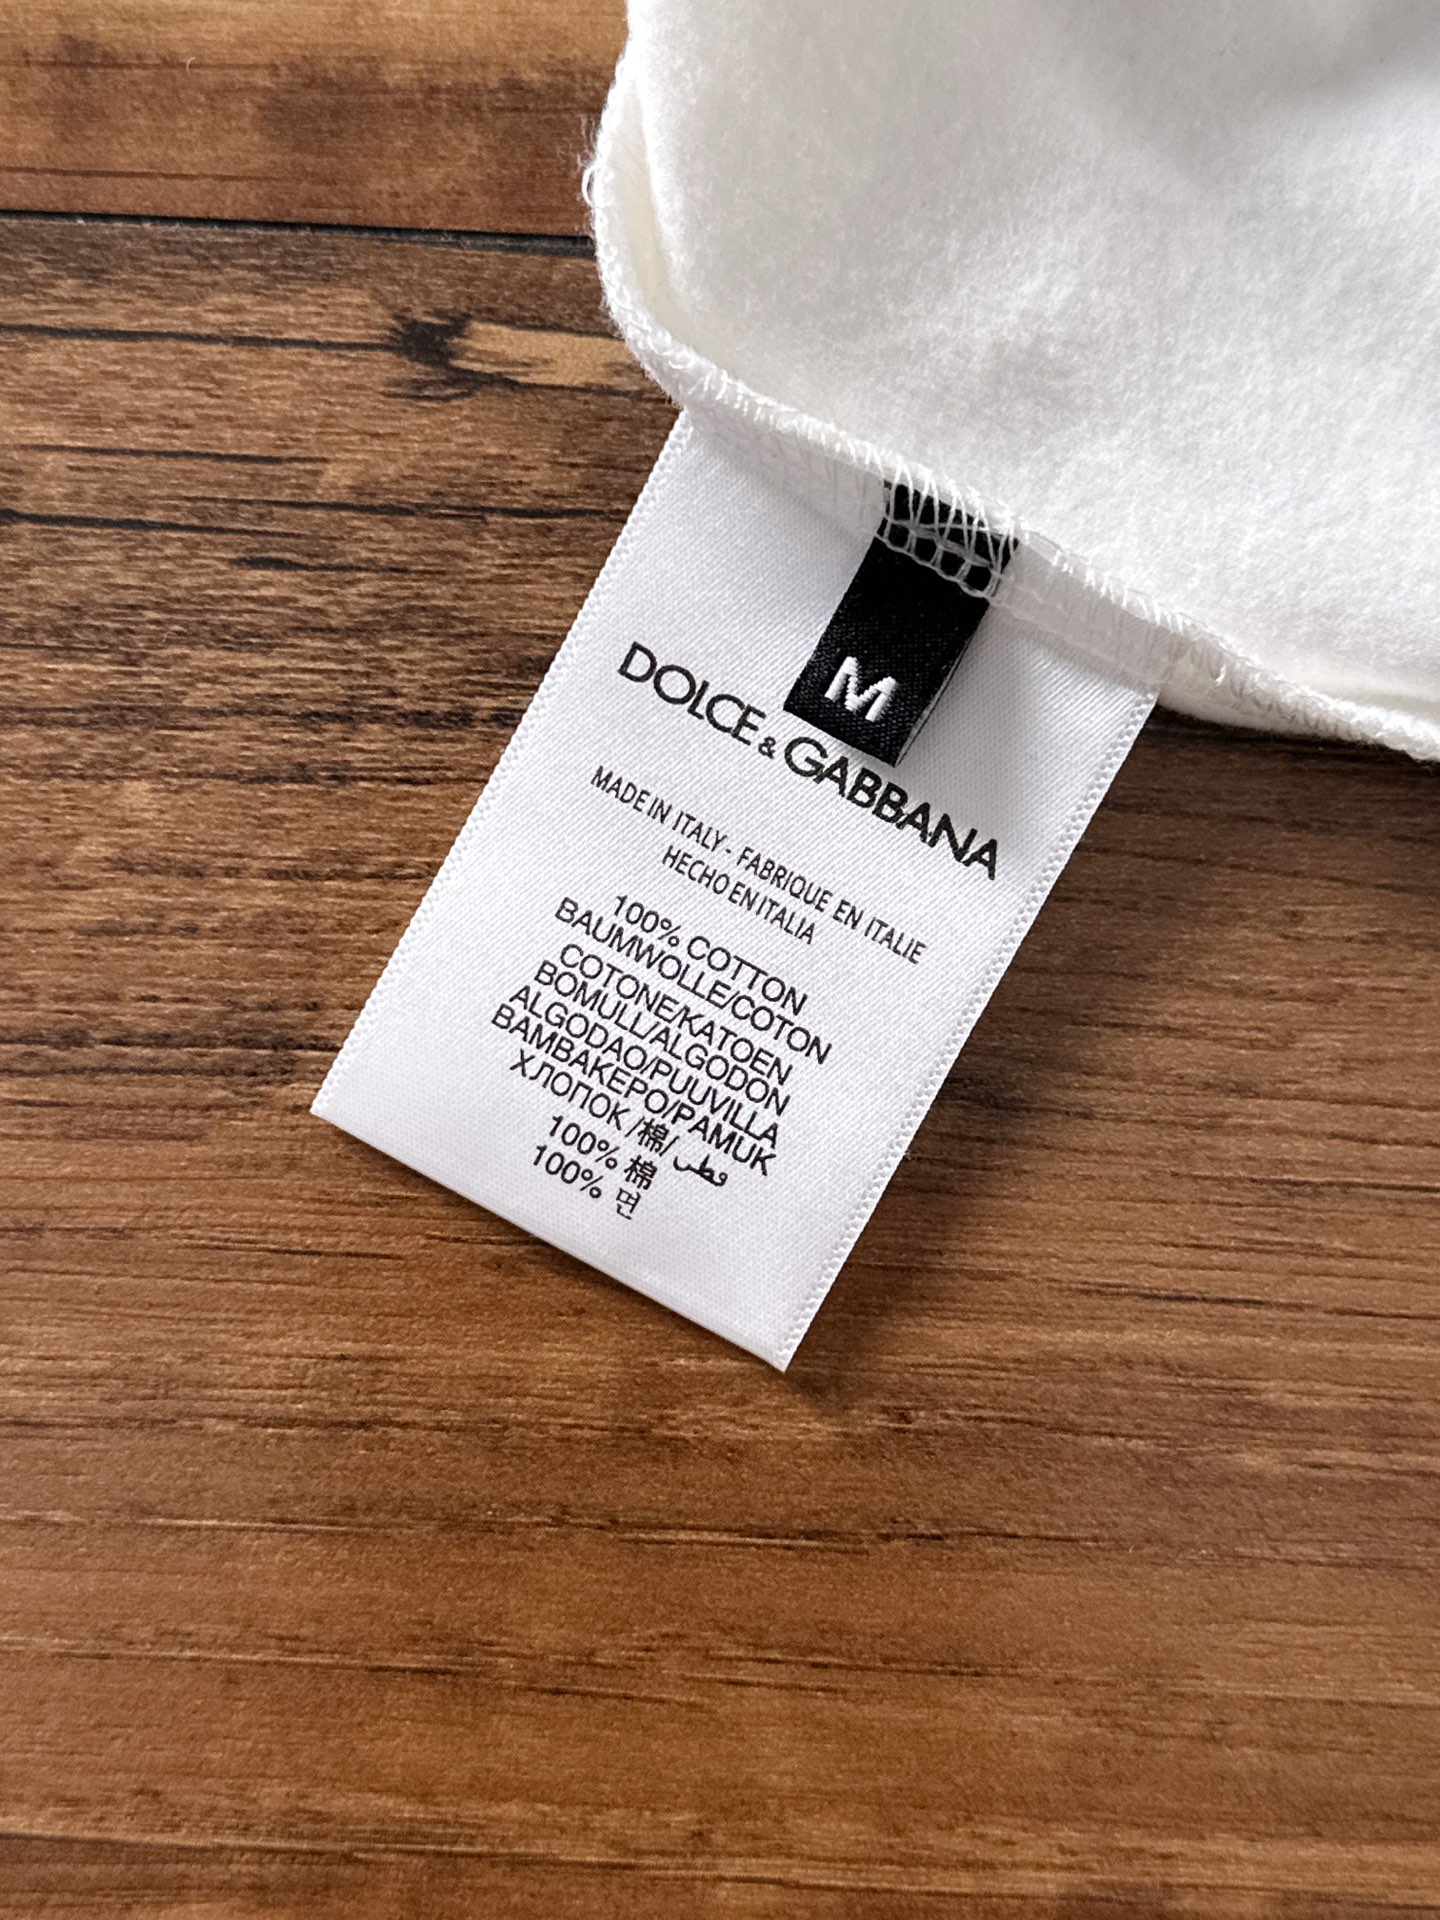 M
DOLCE & GABBANA
MADE IN ITALY - FABRIQUE EN ITALIE
HECHO EN ITALIA
100% COTTON
BAUMWOLLE/COTON
COTONE/KATOEN
BOMULL/ALGODON
ALGODAO/PUUVILLA
BAMBAKEPO/PAMUK
ХЛОПОК /棉/ قطن
100% 棉
100% 면